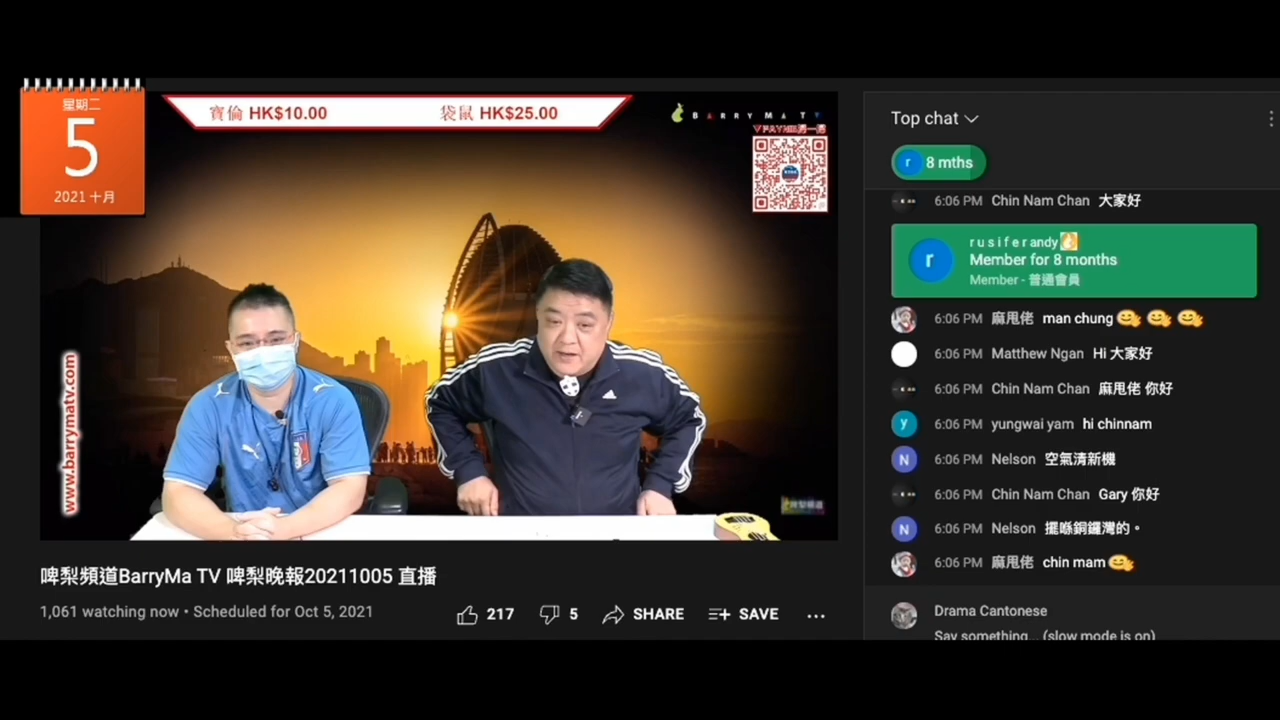 星期二
5
2021 十月
寶倫 HK$10.00 袋鼠 HK$25.00
BARRYMATV
www.barrymatv.com
啤梨頻道
啤梨頻道BarryMa TV 啤梨晚報20211005 直播
1,061 watching now • Scheduled for Oct 5, 2021
217 5 SHARE SAVE
Top chat
r 8 mths
6:06 PM Chin Nam Chan 大家好
r u s i f e r andy
r Member for 8 months
Member - 普通會員
6:06 PM 麻甩佬 man chung
6:06 PM Matthew Ngan Hi 大家好
6:06 PM Chin Nam Chan 麻甩佬 你好
y 6:06 PM yungwai yam hi chinnam
N 6:06 PM Nelson 空氣清新機
6:06 PM Chin Nam Chan Gary 你好
N 6:06 PM Nelson 擺喺銅鑼灣的。
6:06 PM 麻甩佬 chin mam
Drama Cantonese
Say something... (slow mode is on)